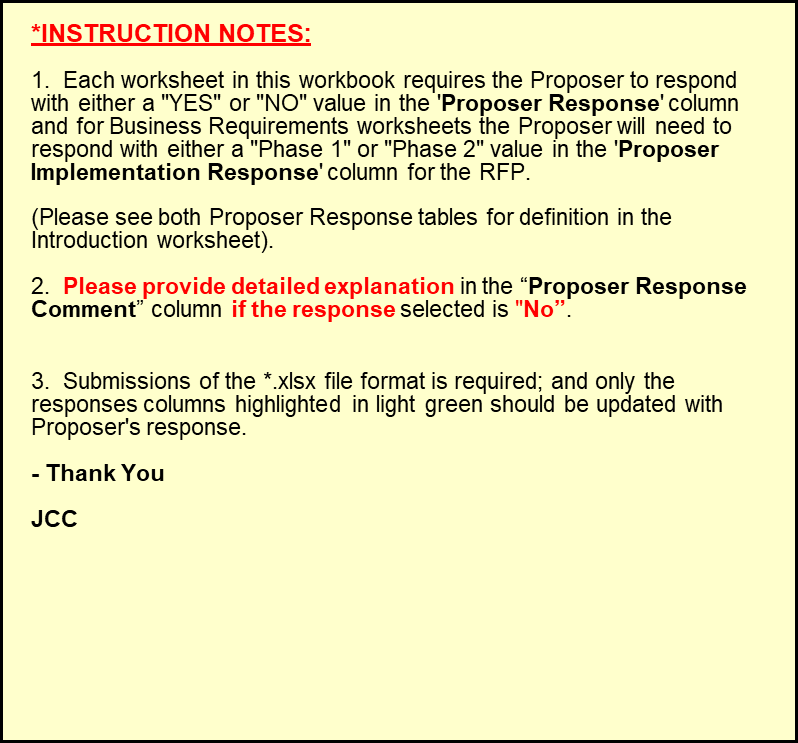 *INSTRUCTION NOTES:
1.  Each worksheet in this workbook requires the Proposer to respond
with either a "YES" or "NO" value in the 'Proposer Response' column
and for Business Requirements worksheets the Proposer will need to
respond with either a "Phase 1" or "Phase 2" value in the 'Proposer
Implementation Response' column for the RFP.
(Please see both Proposer Response tables for definition in the
Introduction worksheet).
2.  Please provide detailed explanation in the “Proposer Response
Comment” column if the response selected is "No”.
3.  Submissions of the *.xlsx file format is required; and only the
responses columns highlighted in light green should be updated with
Proposer's response.
- Thank You
JCC